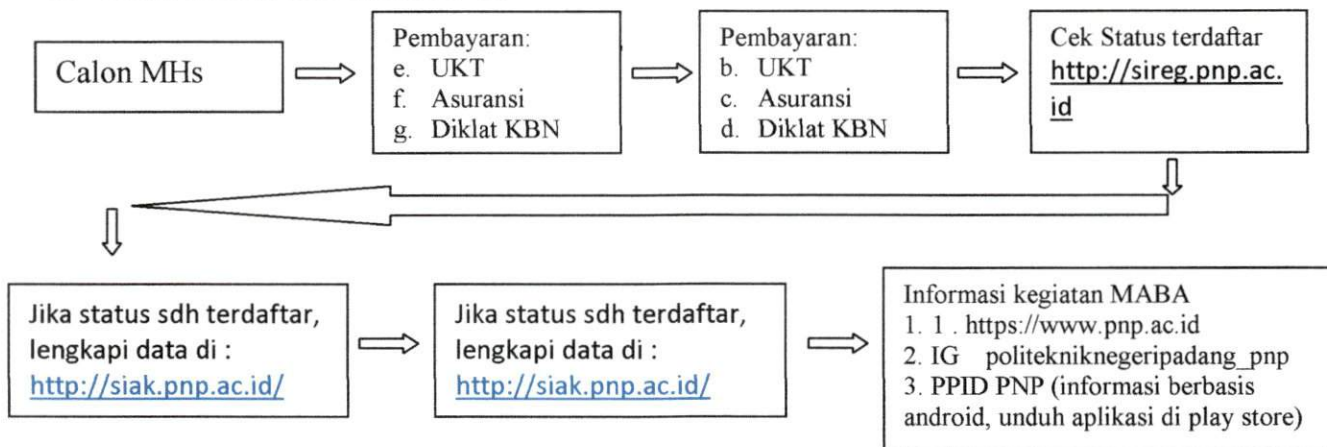 Calon MHs
Pembayaran:
e. UKT
f. Asuransi
g. Diklat KBN
Pembayaran:
b. UKT
c. Asuransi
d. Diklat KBN
Cek Status terdaftar
http://sireg.pnp.ac.
id
Jika status sdh terdaftar,
lengkapi data di :
http://siak.pnp.ac.id/
Jika status sdh terdaftar,
lengkapi data di :
http://siak.pnp.ac.id/
Informasi kegiatan MABA
1. 1 . https://www.pnp.ac.id
2. IG politekniknegeripadang_pnp
3. PPID PNP (informasi berbasis
android, unduh aplikasi di play store)